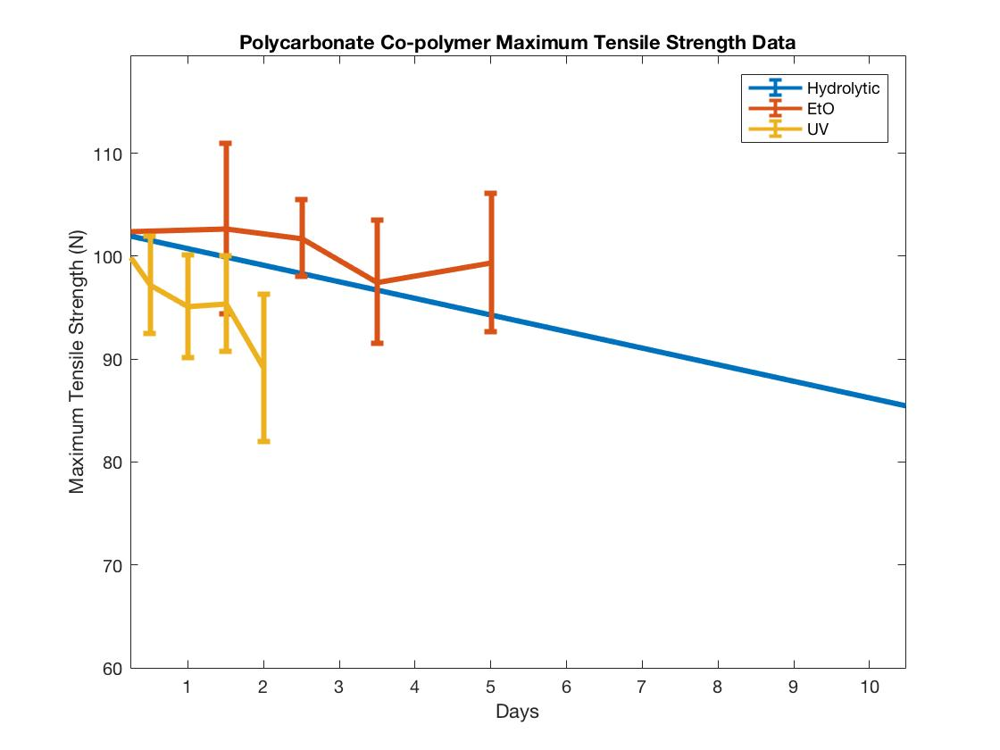 Polycarbonate Co-polymer Maximum Tensile Strength Data
Hydrolytic
EtO
UV
Maximum Tensile Strength (N)
110
100
90
80
70
60
1 2 3 4 5 6 7 8 9 10
Days